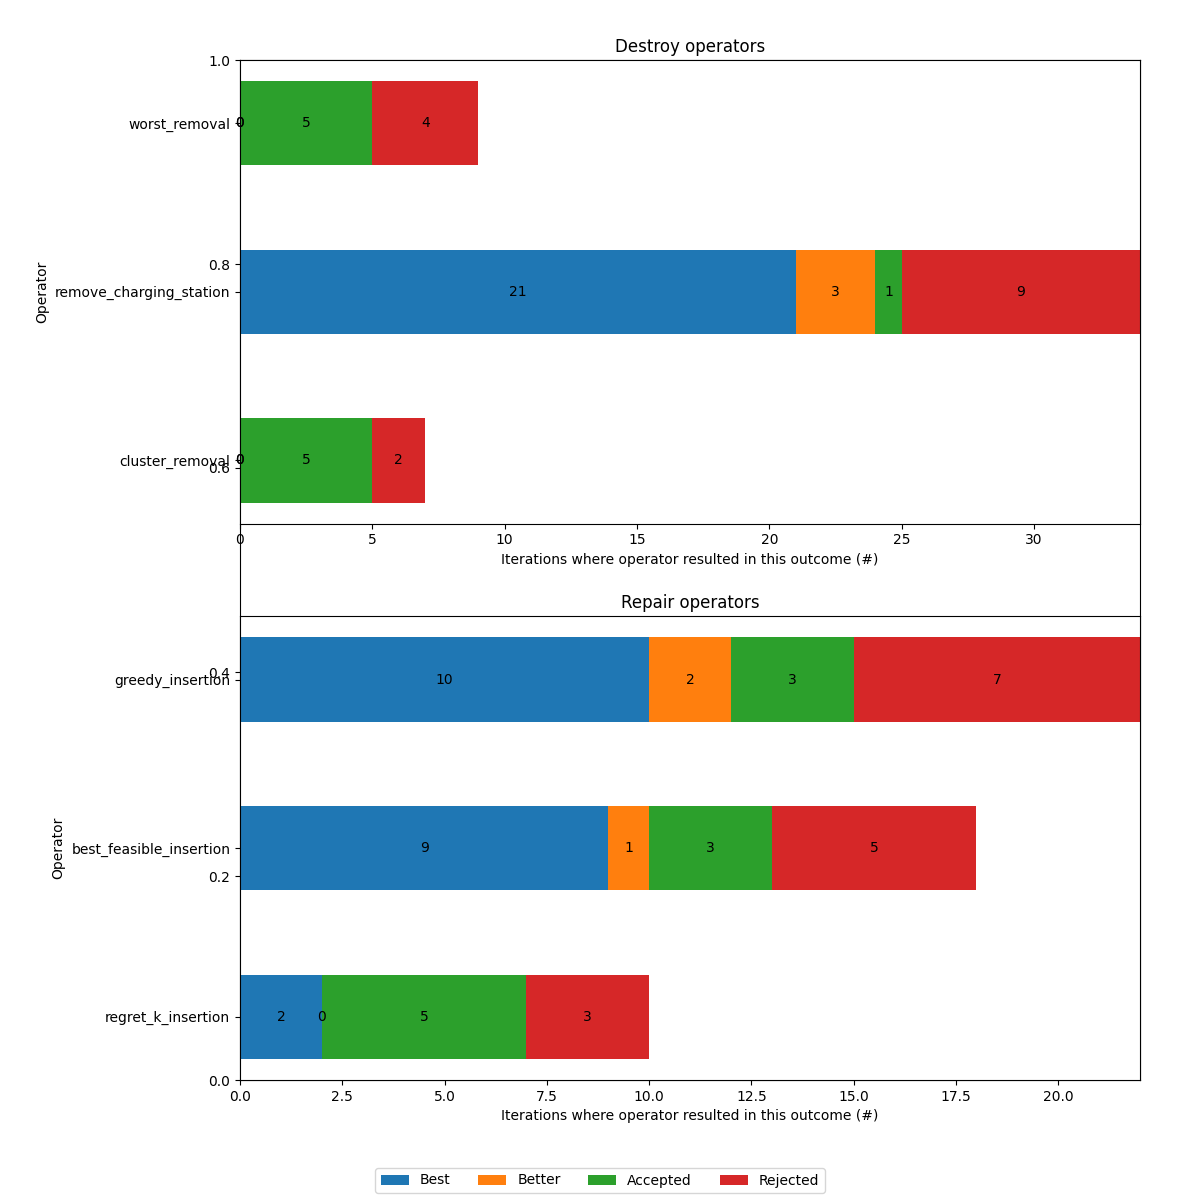 Destroy operators
1.0
worst_removal 0 5 4
0.8
Operator
remove_charging_station 21 3 1 9
cluster_removal 0 5 2
0.6
0 5 10 15 20 25 30
Iterations where operator resulted in this outcome (#)
Repair operators
0.4
greedy_insertion 10 2 3 7
Operator
best_feasible_insertion 9 1 3 5
0.2
regret_k_insertion 2 0 5 3
0.0
0.0 2.5 5.0 7.5 10.0 12.5 15.0 17.5 20.0
Iterations where operator resulted in this outcome (#)
Best Better Accepted Rejected